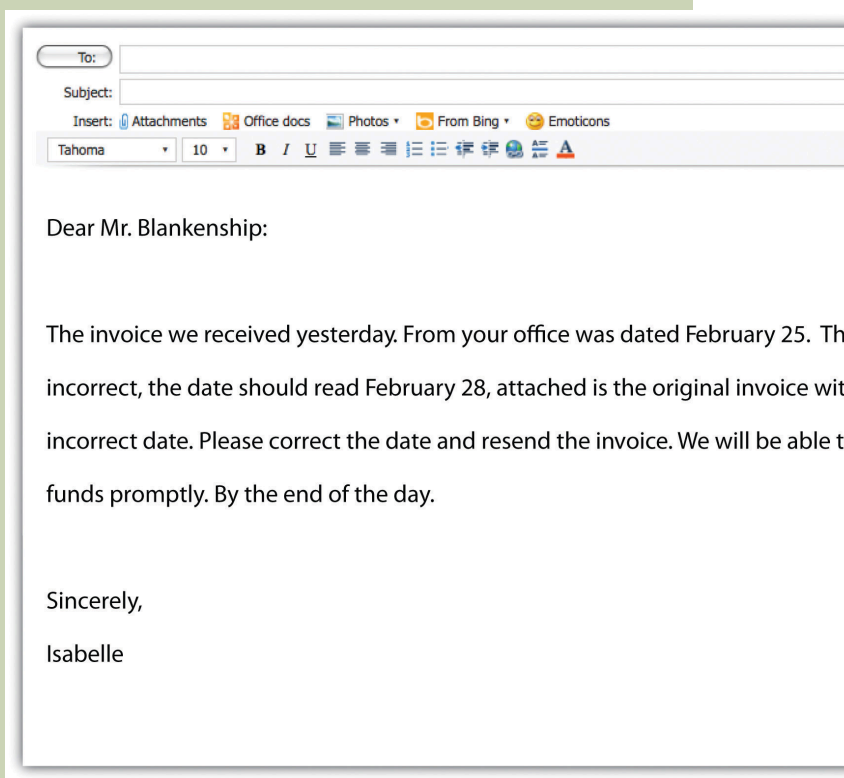 To:
Subject:
Insert: Attachments Office docs Photos From Bing Emoticons
Tahoma 10 B I U A
Dear Mr. Blankenship:
The invoice we received yesterday. From your office was dated February 25. Th
incorrect, the date should read February 28, attached is the original invoice wit
incorrect date. Please correct the date and resend the invoice. We will be able t
funds promptly. By the end of the day.
Sincerely,
Isabelle